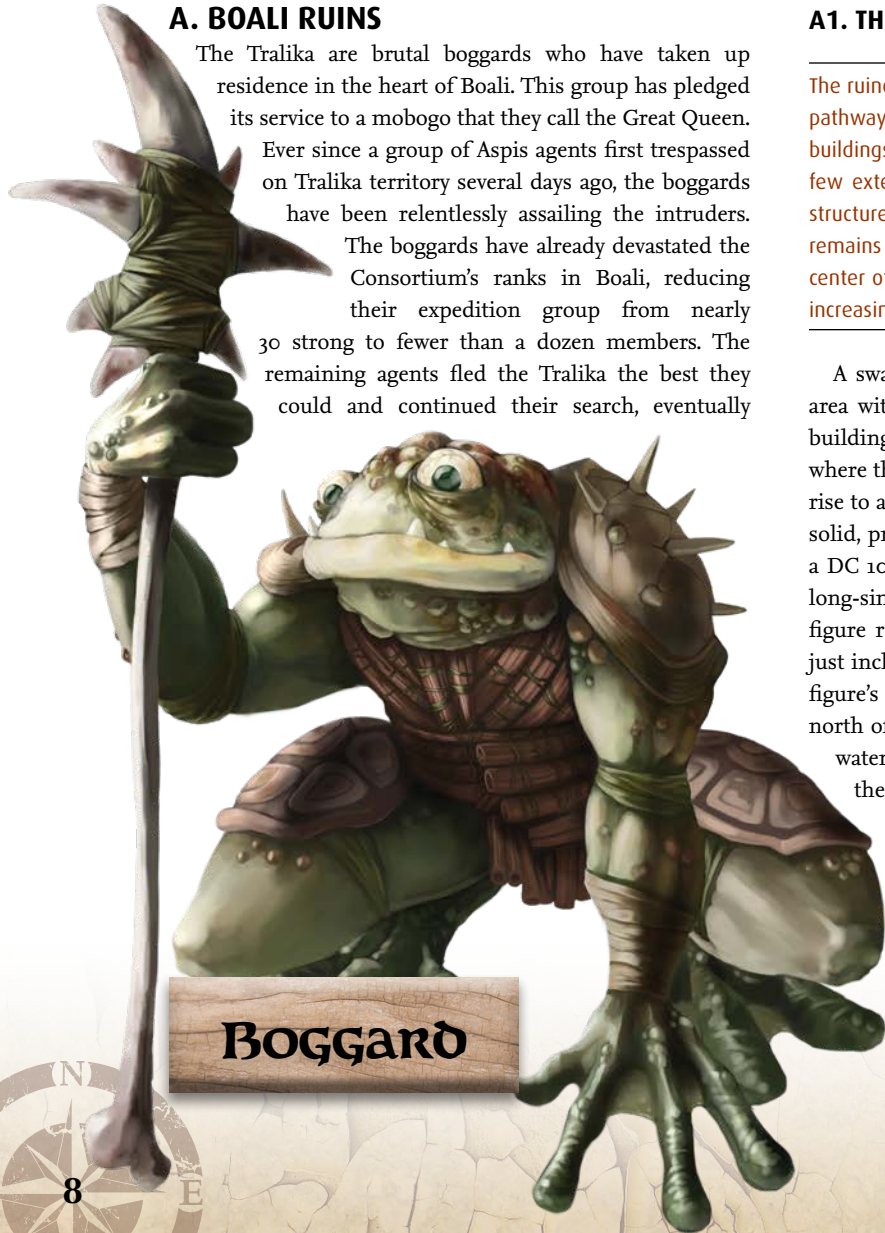 A. BOALI RUINS
The Tralika are brutal boggards who have taken up
residence in the heart of Boali. This group has pledged
its service to a mobogo that they call the Great Queen.
Ever since a group of Aspis agents first trespassed
on Tralika territory several days ago, the boggards
have been relentlessly assailing the intruders.
The boggards have already devastated the
Consortium's ranks in Boali, reducing
their expedition group from nearly
30 strong to fewer than a dozen members. The
remaining agents fled the Tralika the best they
could and continued their search, eventually
Boggard
N
E
8
A1. TH
The ruine
pathway
buildings
few exte
structure
remains
center o
increasin
A swa
area wit
building
where th
rise to a
solid, pr
a DC 10
long-sin
figure r
just incl
figure's
north o
water
the